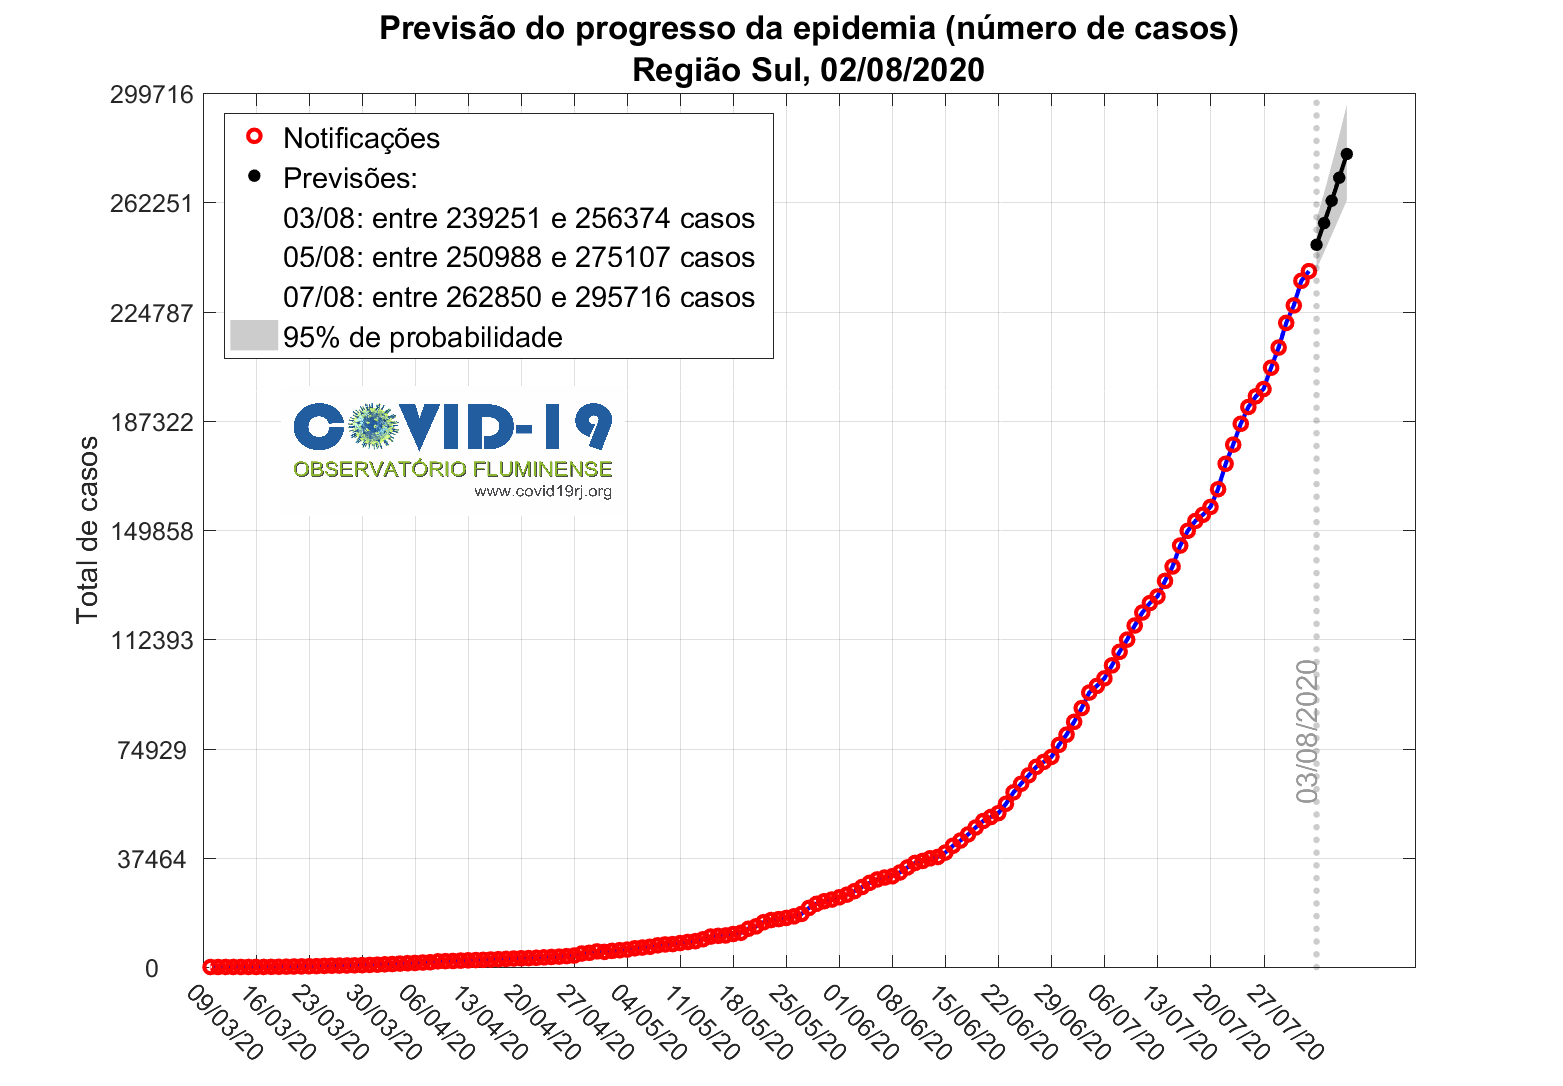 Previsão do progresso da epidemia (número de casos)
Região Sul, 02/08/2020
299716
262251
224787
187322
149858
112393
74929
37464
0
Total de casos
Notificações
Previsões:
03/08: entre 239251 e 256374 casos
05/08: entre 250988 e 275107 casos
07/08: entre 262850 e 295716 casos
95% de probabilidade
COVID-19
OBSERVATÓRIO FLUMINENSE
www.covid19rj.org
03/08/2020
09/03/20
16/03/20
23/03/20
30/03/20
06/04/20
13/04/20
20/04/20
27/04/20
04/05/20
11/05/20
18/05/20
25/05/20
01/06/20
08/06/20
15/06/20
22/06/20
29/06/20
06/07/20
13/07/20
20/07/20
27/07/20